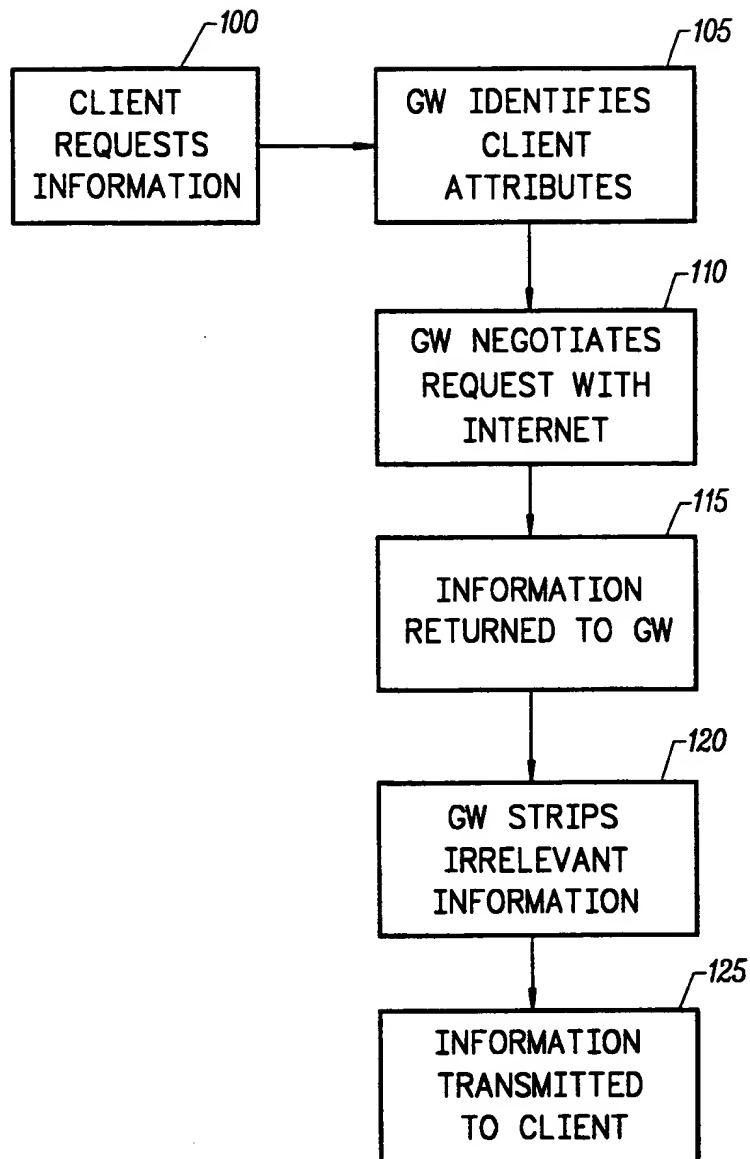 100
CLIENT
REQUESTS
INFORMATION
105
GW IDENTIFIES
CLIENT
ATTRIBUTES
110
GW NEGOTIATES
REQUEST WITH
INTERNET
115
INFORMATION
RETURNED TO GW
120
GW STRIPS
IRRELEVANT
INFORMATION
125
INFORMATION
TRANSMITTED
TO CLIENT